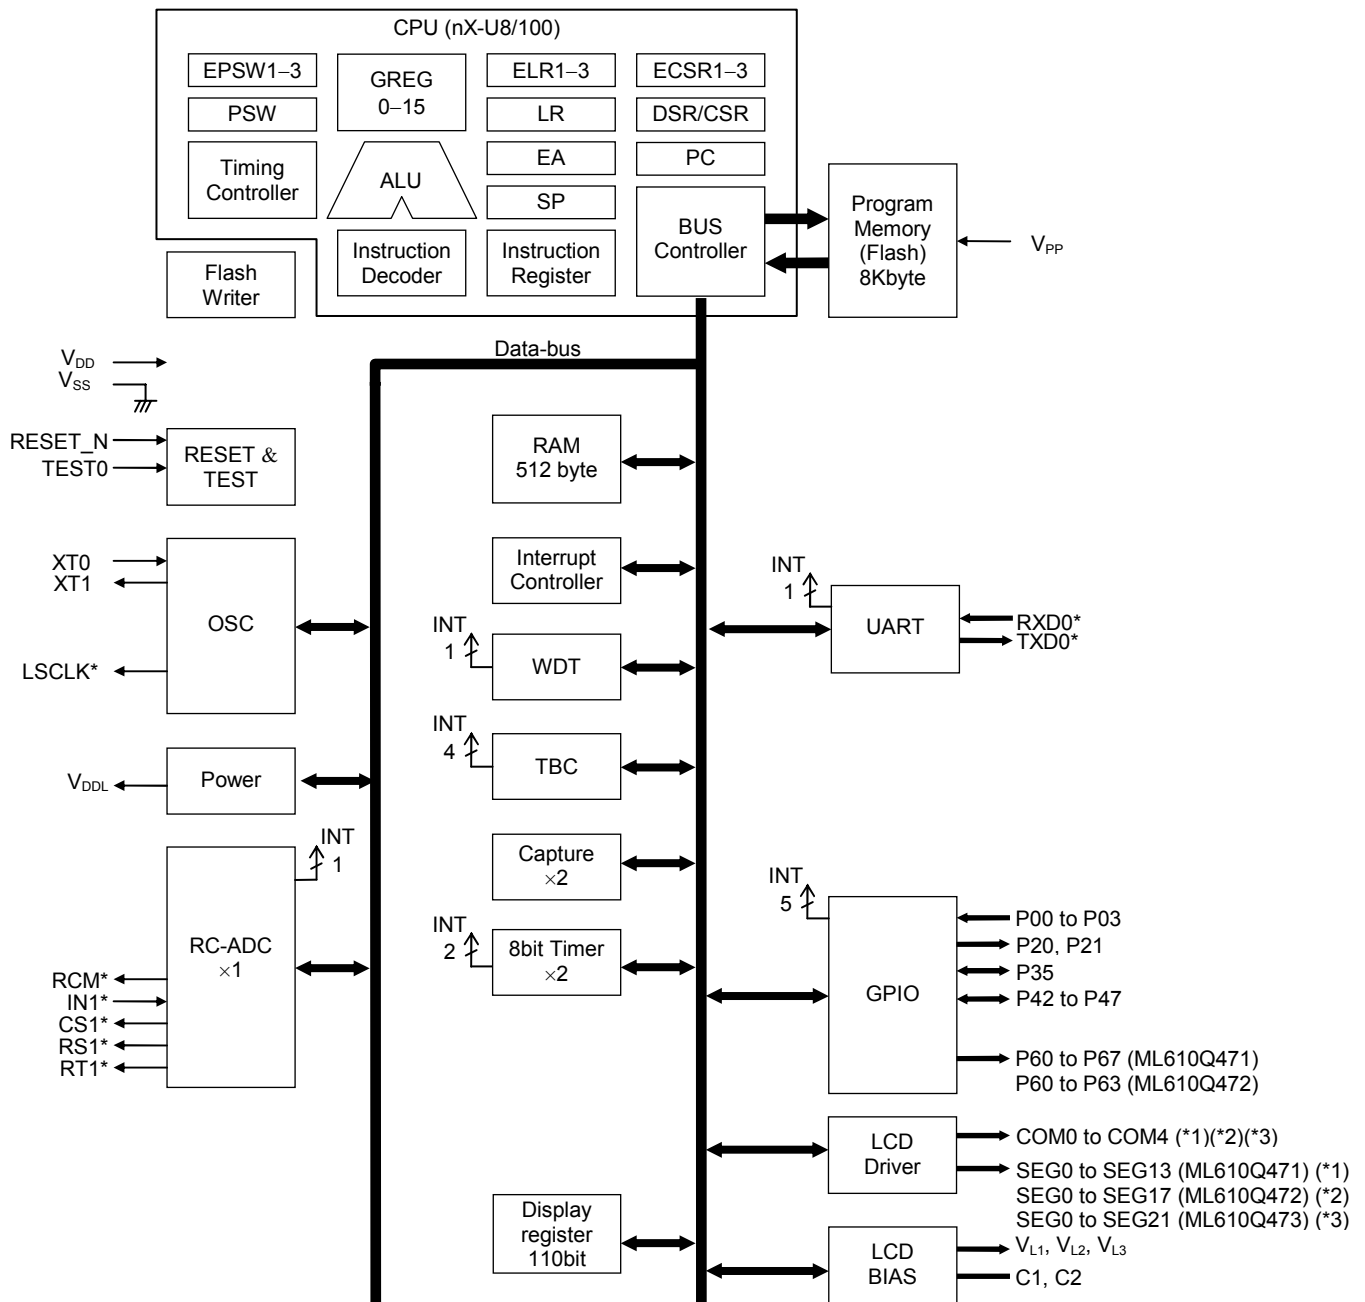 CPU (nX-U8/100)
EPSW1–3
GREG
0–15
ELR1–3
ECSR1–3
PSW
LR
DSR/CSR
Timing
Controller
ALU
EA
PC
SP
BUS
Controller
Program
Memory
(Flash)
8Kbyte
VPP
Instruction
Decoder
Instruction
Register
Flash
Writer
Data-bus
VDD
VSS
RESET_N
TEST0
RESET &
TEST
RAM
512 byte
XT0
XT1
OSC
LSCLK*
Interrupt
Controller
INT
1
WDT
INT
1
UART
RXD0*
TXD0*
INT
4
TBC
VDDL
Power
INT
1
Capture
×2
RC-ADC
×1
RCM*
IN1*
CS1*
RS1*
RT1*
INT
2
8bit Timer
×2
INT
5
GPIO
P00 to P03
P20, P21
P35
P42 to P47
P60 to P67 (ML610Q471)
P60 to P63 (ML610Q472)
LCD
Driver
COM0 to COM4 (*1)(*2)(*3)
SEG0 to SEG13 (ML610Q471) (*1)
SEG0 to SEG17 (ML610Q472) (*2)
SEG0 to SEG21 (ML610Q473) (*3)
Display
register
110bit
LCD
BIAS
VL1, VL2, VL3
C1, C2